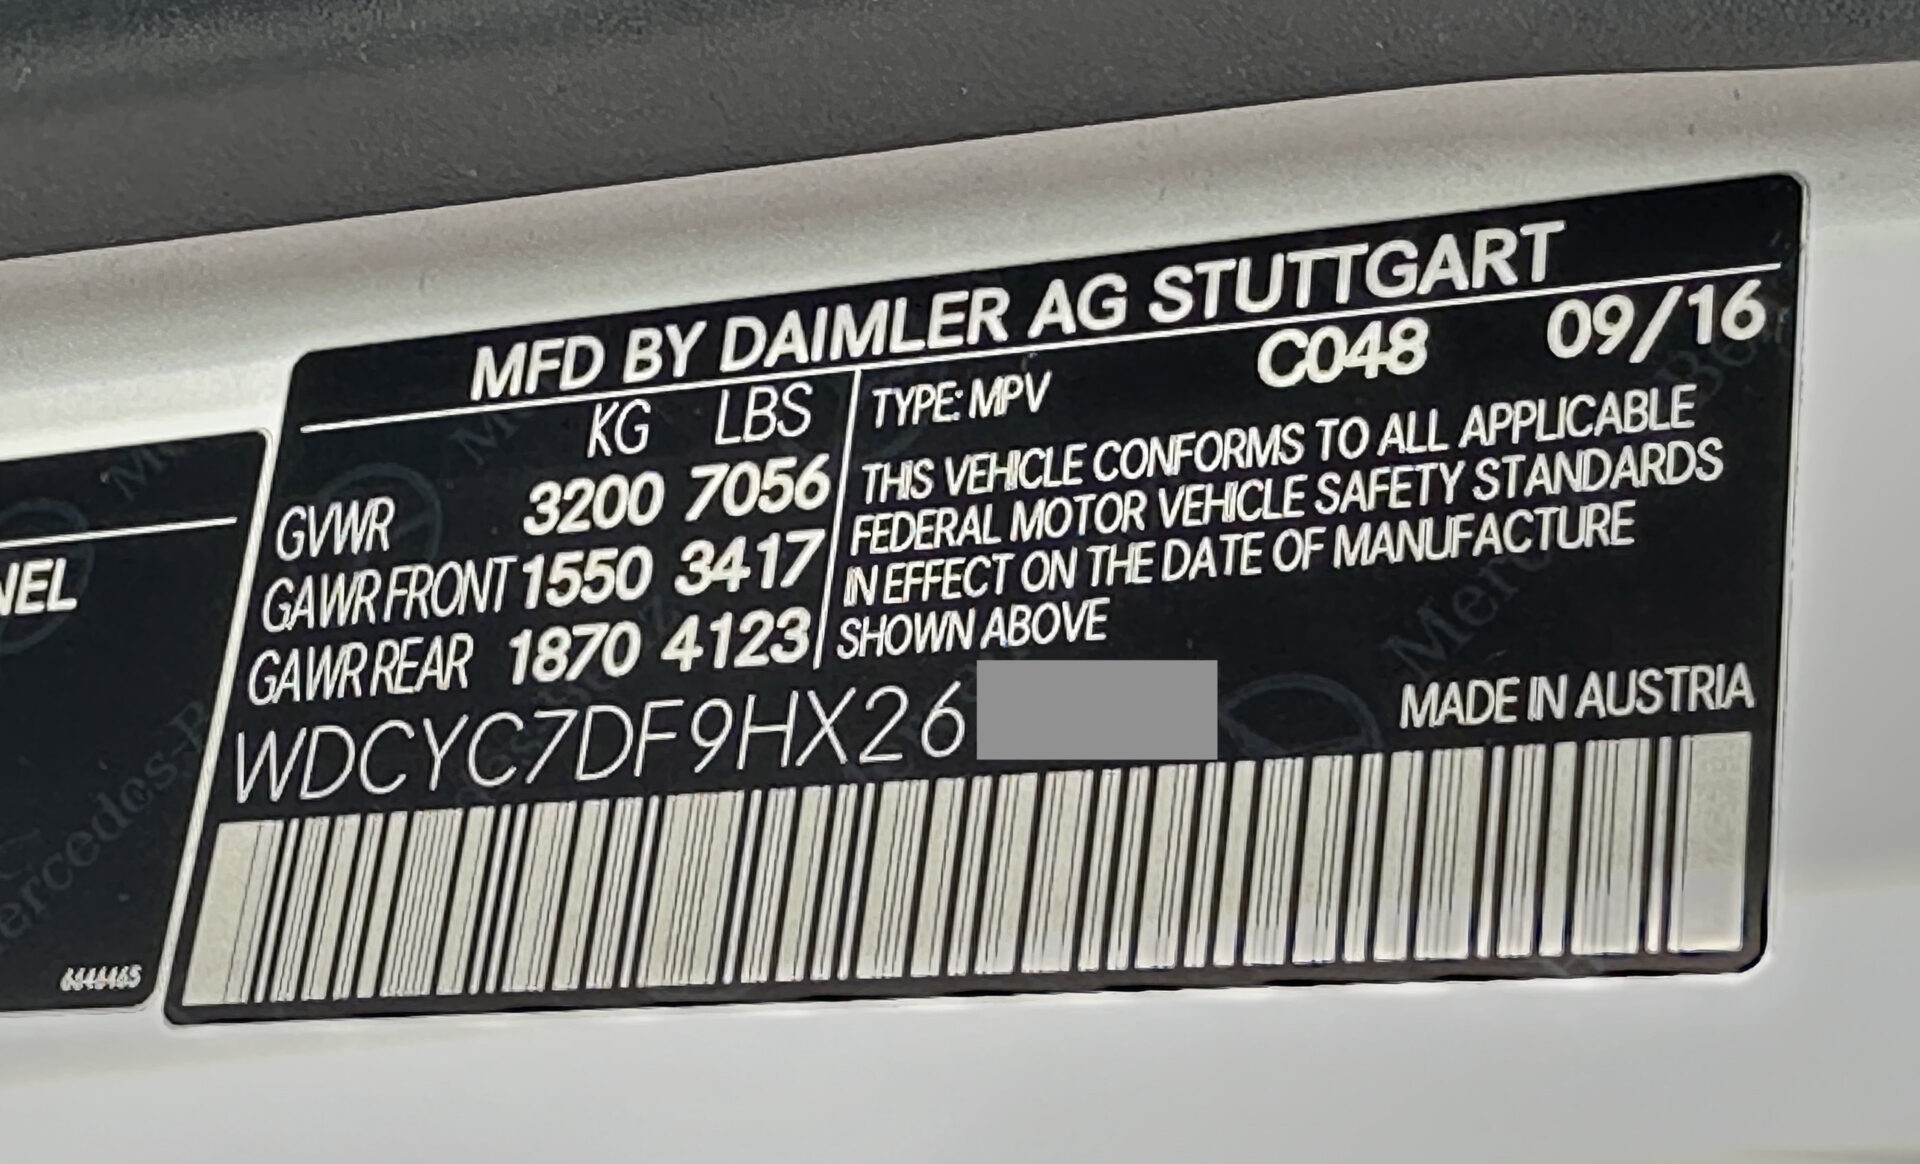 MFD BY DAIMLER AG STUTTGART
KG LBS
GVWR 3200 7056
GAWR FRONT 1550 3417
GAWR REAR 1870 4123
TYPE: MPV C048 09/16
THIS VEHICLE CONFORMS TO ALL APPLICABLE
FEDERAL MOTOR VEHICLE SAFETY STANDARDS
IN EFFECT ON THE DATE OF MANUFACTURE
SHOWN ABOVE
WDCYC7DF9HX26
MADE IN AUSTRIA
NEL